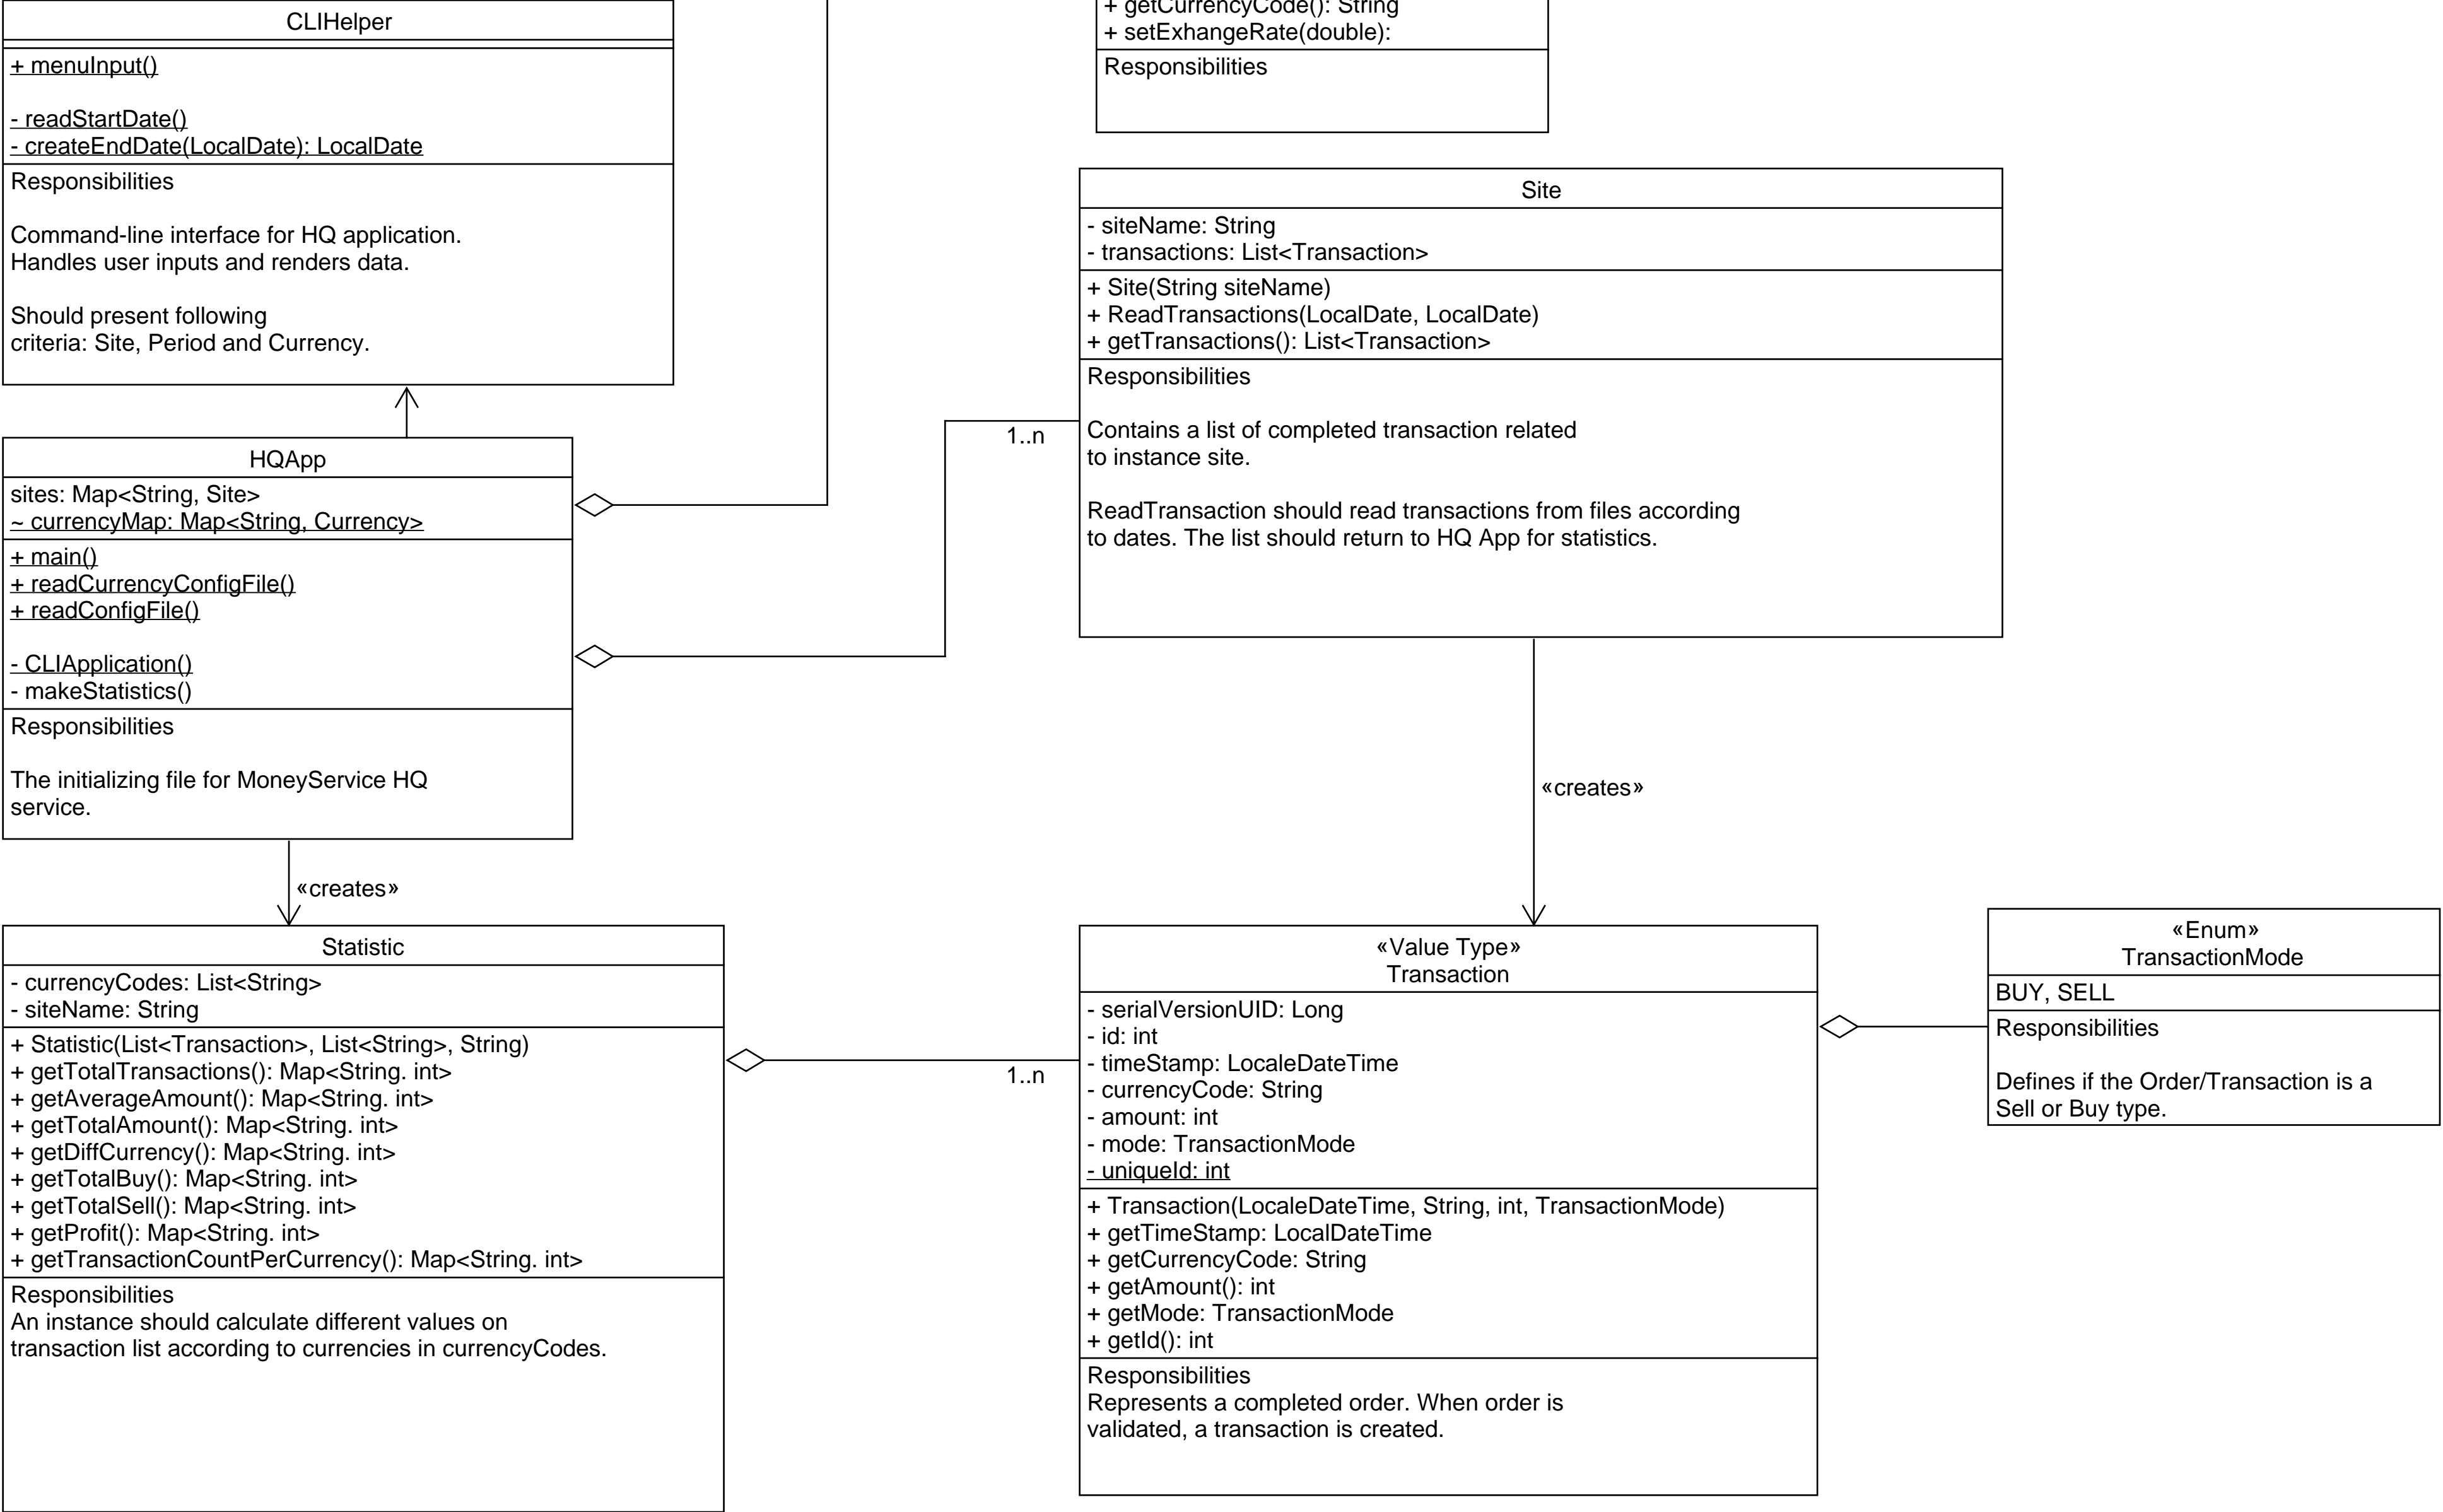 CLIHelper
+ menuInput()
- readStartDate()
- createEndDate(LocalDate): LocalDate
Responsibilities
Command-line interface for HQ application.
Handles user inputs and renders data.
Should present following
criteria: Site, Period and Currency.
+ getCurrencyCode(): String
+ setExhangeRate(double):
Responsibilities
Site
- siteName: String
- transactions: List<Transaction>
+ Site(String siteName)
+ ReadTransactions(LocalDate, LocalDate)
+ getTransactions(): List<Transaction>
Responsibilities
Contains a list of completed transaction related
to instance site.
ReadTransaction should read transactions from files according
to dates. The list should return to HQ App for statistics.
1..n
HQApp
sites: Map<String, Site>
~ currencyMap: Map<String, Currency>
+ main()
+ readCurrencyConfigFile()
+ readConfigFile()
- CLIApplication()
- makeStatistics()
Responsibilities
The initializing file for MoneyService HQ
service.
«creates»
«creates»
Statistic
- currencyCodes: List<String>
- siteName: String
+ Statistic(List<Transaction>, List<String>, String)
+ getTotalTransactions(): Map<String. int>
+ getAverageAmount(): Map<String. int>
+ getTotalAmount(): Map<String. int>
+ getDiffCurrency(): Map<String. int>
+ getTotalBuy(): Map<String. int>
+ getTotalSell(): Map<String. int>
+ getProfit(): Map<String. int>
+ getTransactionCountPerCurrency(): Map<String. int>
Responsibilities
An instance should calculate different values on
transaction list according to currencies in currencyCodes.
1..n
«Value Type»
Transaction
- serialVersionUID: Long
- id: int
- timeStamp: LocaleDateTime
- currencyCode: String
- amount: int
- mode: TransactionMode
- uniqueId: int
+ Transaction(LocaleDateTime, String, int, TransactionMode)
+ getTimeStamp: LocalDateTime
+ getCurrencyCode: String
+ getAmount(): int
+ getMode: TransactionMode
+ getId(): int
Responsibilities
Represents a completed order. When order is
validated, a transaction is created.
«Enum»
TransactionMode
BUY, SELL
Responsibilities
Defines if the Order/Transaction is a
Sell or Buy type.